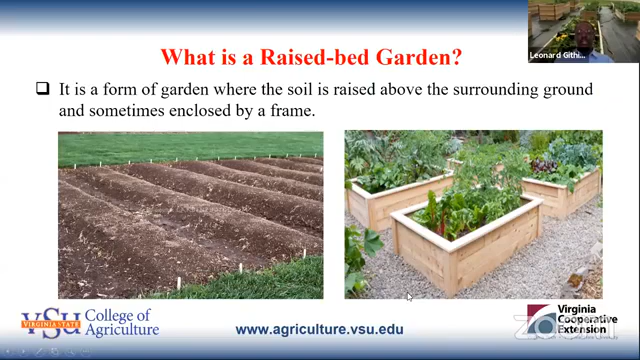 What is a Raised-bed Garden?
Leonard Githi...
It is a form of garden where the soil is raised above the surrounding ground
and sometimes enclosed by a frame.
VSU
VIRGINIA STATE
College of
Agriculture
www.agriculture.vsu.edu
Virginia
Cooperative
Extension
zoom